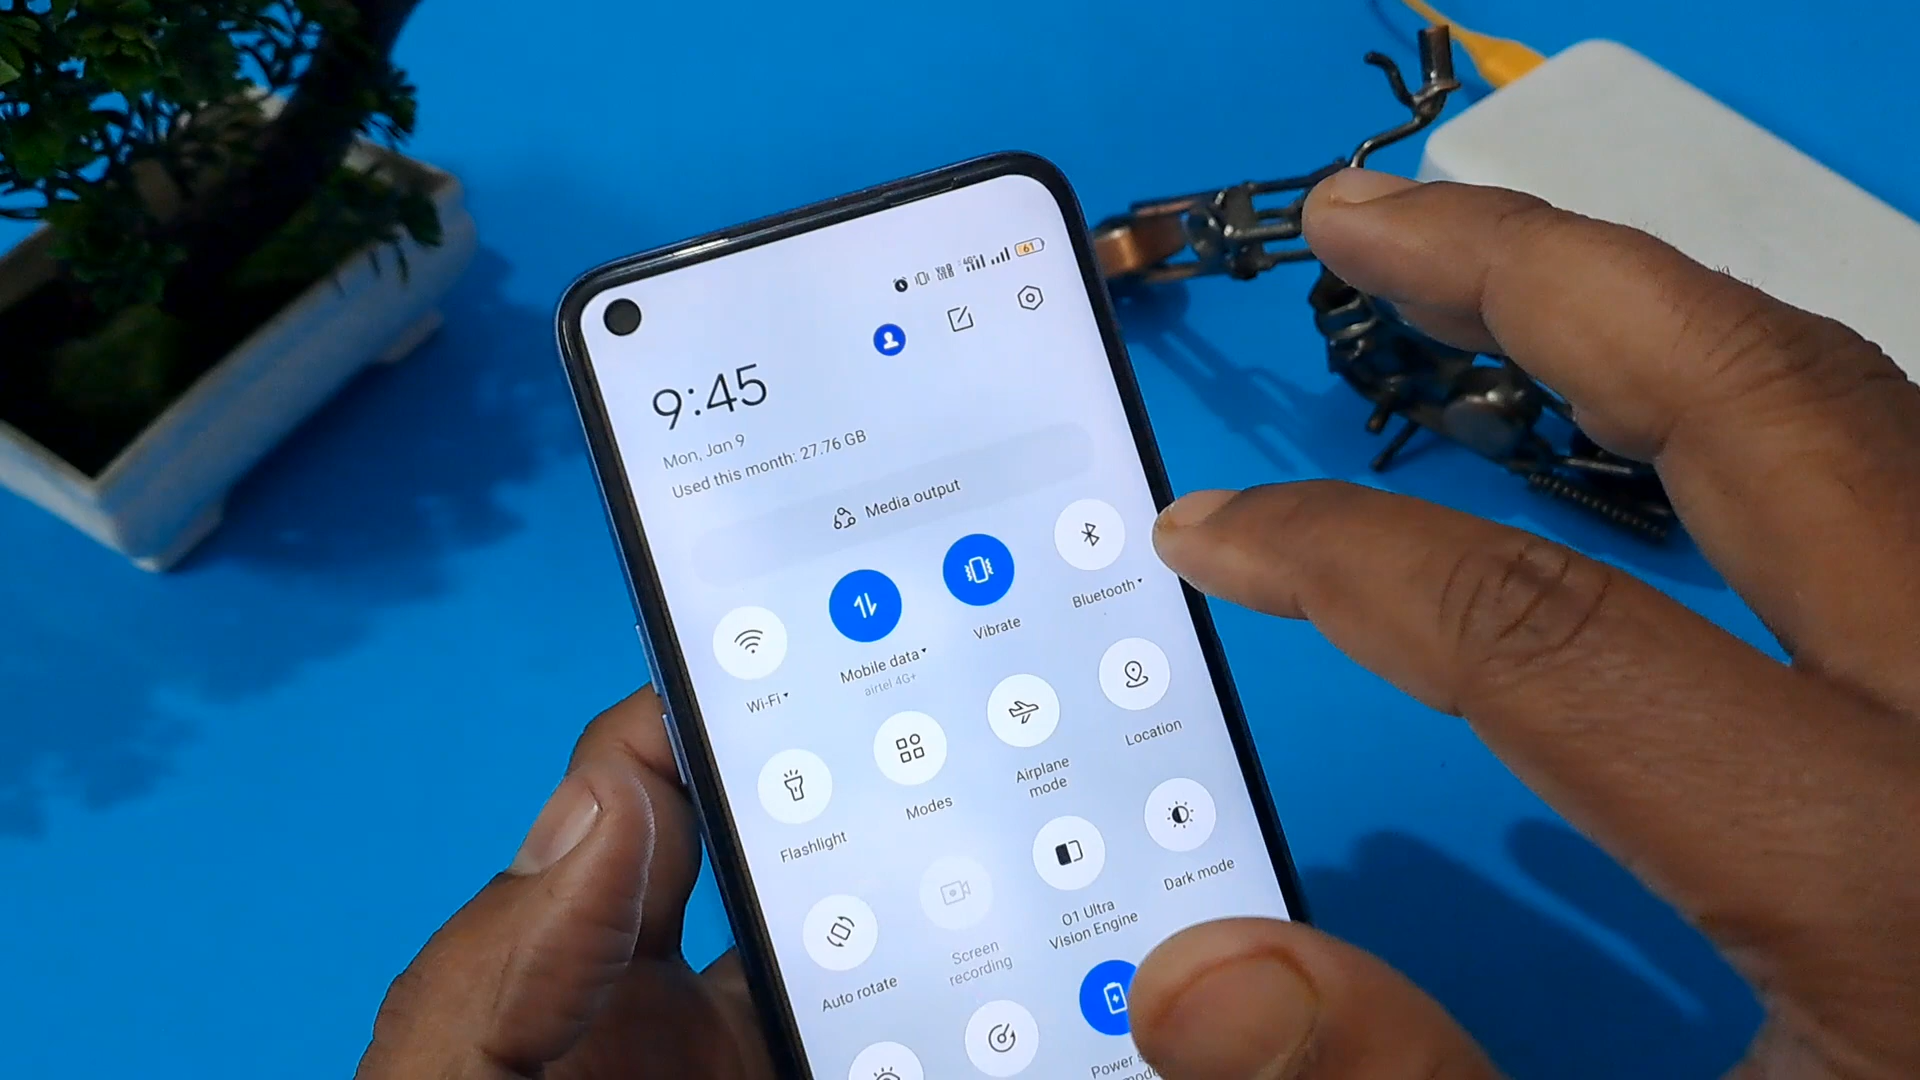 61
9:45
Mon, Jan 9
Used this month: 27.76 GB
Media output
Wi-Fi
Mobile data
airtel 4G+
Vibrate
Bluetooth
Flashlight
Modes
Airplane
mode
Location
Auto rotate
Screen
recording
O1 Ultra
Vision Engine
Dark mode
Power